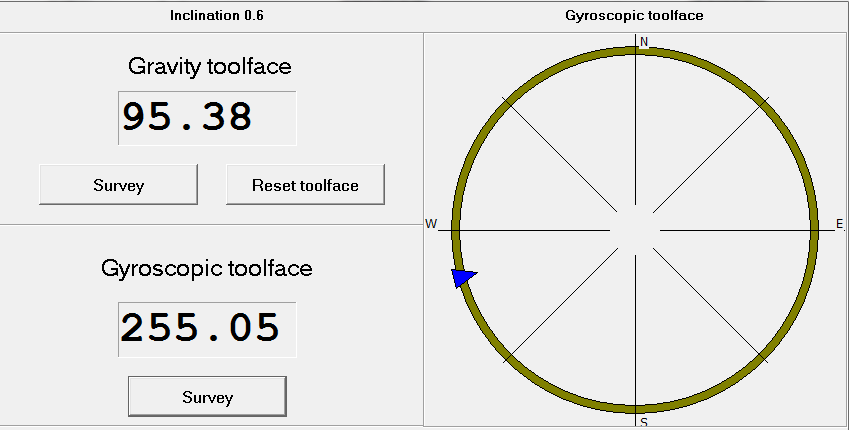 Inclination 0.6
Gravity toolface
95.38
Survey
Reset toolface
Gyroscopic toolface
255.05
Survey
Gyroscopic toolface
N
W
E
S